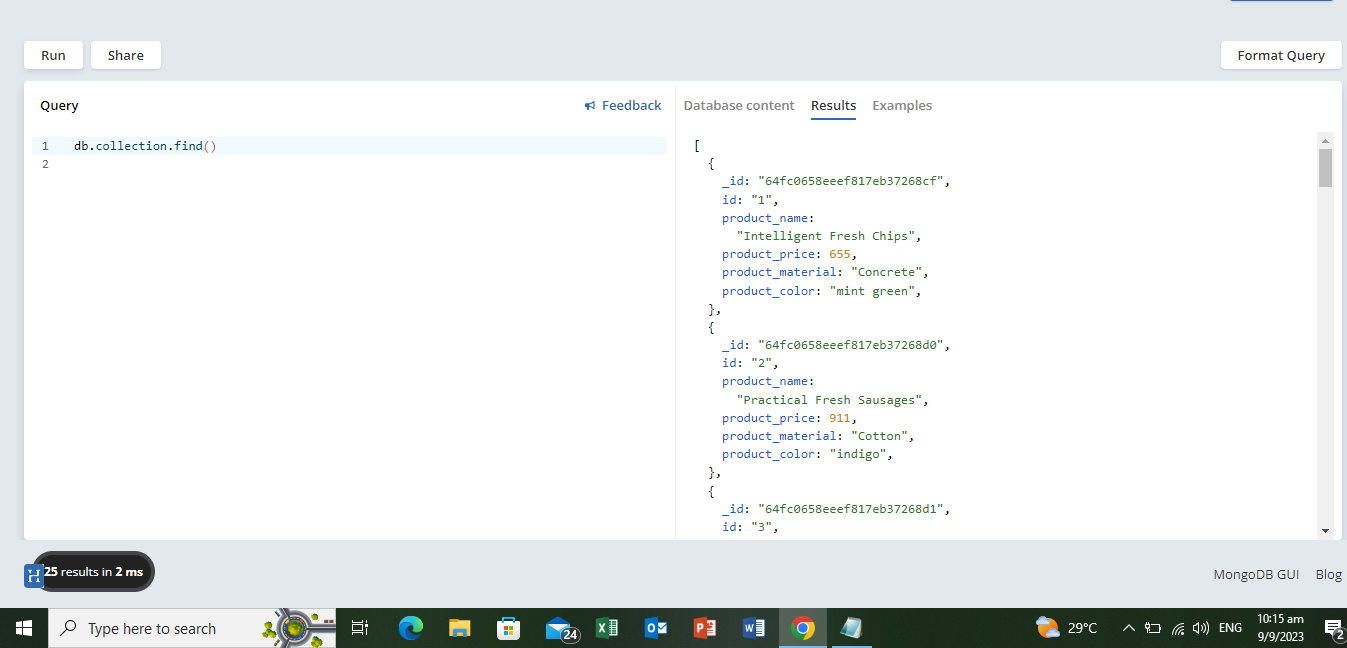 Run Share Format Query
Query Feedback Database content Results Examples
1 db.collection.find()
2
[
{
_id: "64fc0658eeef817eb37268cf",
id: "1",
product_name:
"Intelligent Fresh Chips",
product_price: 655,
product_material: "Concrete",
product_color: "mint green",
},
{
_id: "64fc0658eeef817eb37268d0",
id: "2",
product_name:
"Practical Fresh Sausages",
product_price: 911,
product_material: "Cotton",
product_color: "indigo",
},
{
_id: "64fc0658eeef817eb37268d1",
id: "3",
H 25 results in 2 ms
MongoDB GUI Blog
Type here to search 24 29°C ENG 10:15 am
9/9/2023 2